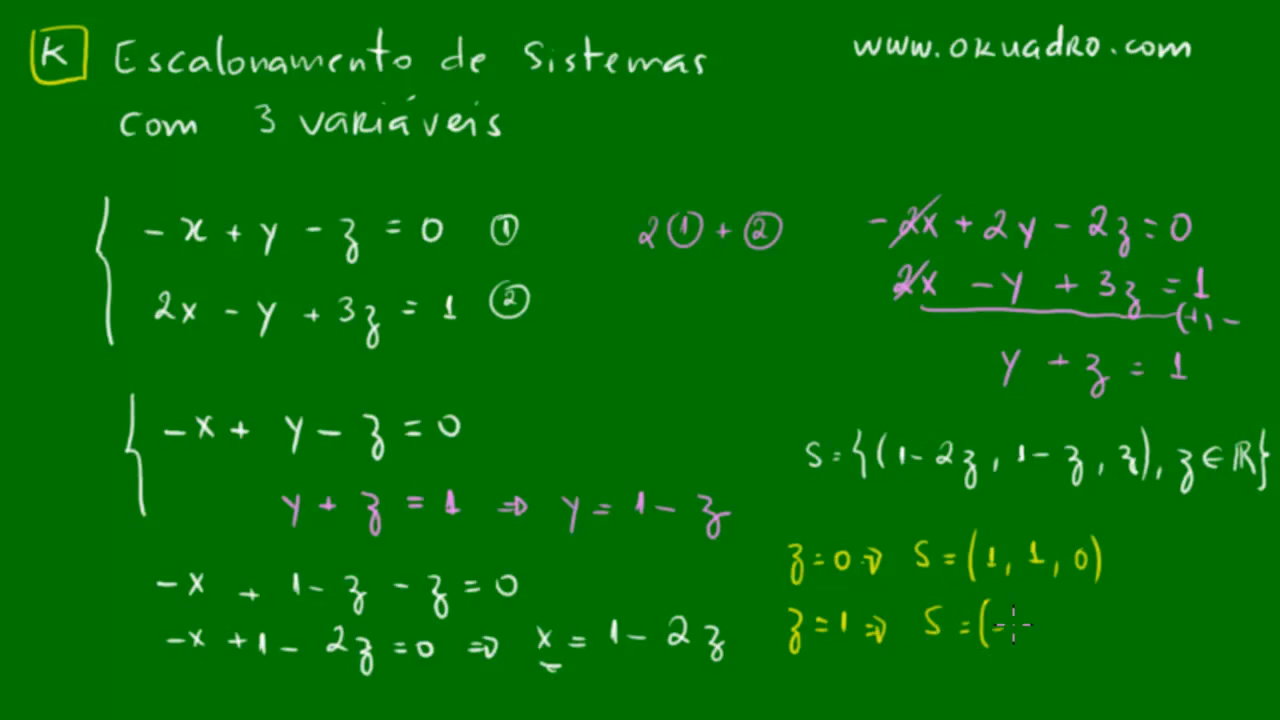 K Escalonamento de Sistemas
com 3 variáveis
www.okuadro.com
-x + y - z = 0 ①
2x - y + 3z = 1 ②
2① + ②
-2x + 2y - 2z = 0
2x - y + 3z = 1
(+)
y + z = 1
-x + y - z = 0
y + z = 1 ⇒ y = 1 - z
-x + 1 - z - z = 0
-x + 1 - 2z = 0 ⇒ x = 1 - 2z
S = {(1 - 2z, 1 - z, z), z ∈ ℝ}
z = 0 ⇒ S = (1, 1, 0)
z = 1 ⇒ S = (-